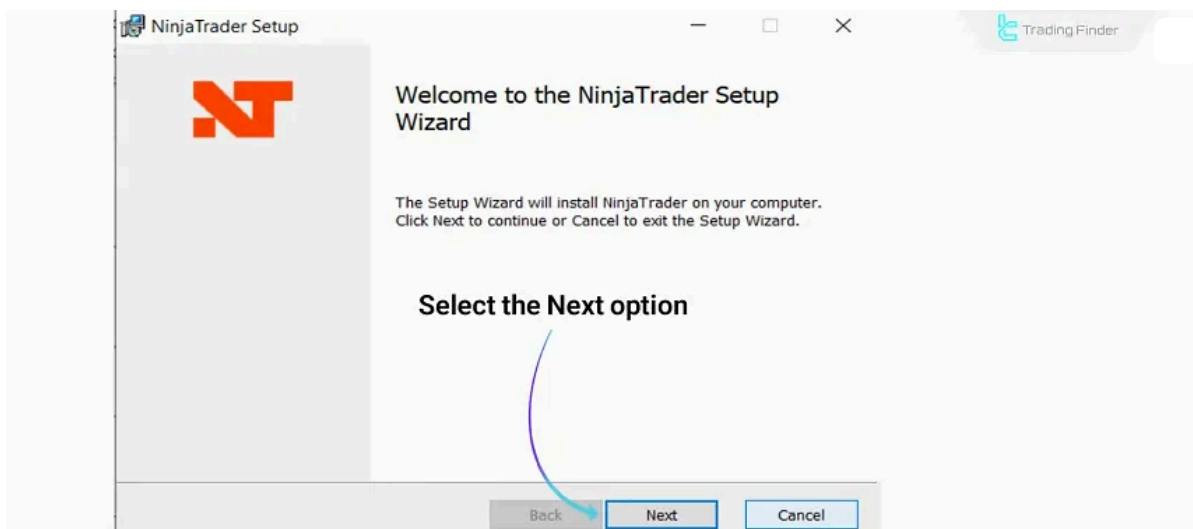 NinjaTrader Setup
Trading Finder
NT
Welcome to the NinjaTrader Setup
Wizard
The Setup Wizard will install NinjaTrader on your computer.
Click Next to continue or Cancel to exit the Setup Wizard.
Select the Next option
Back
Next
Cancel